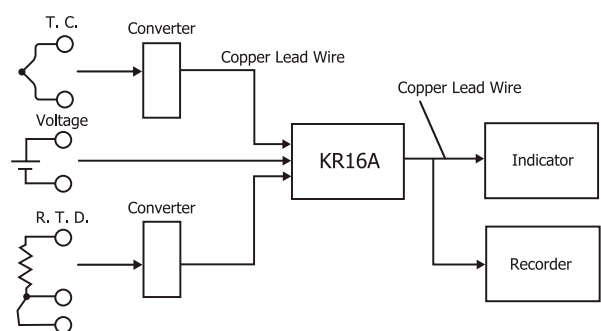 T. C.
Converter
Copper Lead Wire
Copper Lead Wire
Voltage
KR16A
Indicator
R. T. D.
Converter
Recorder